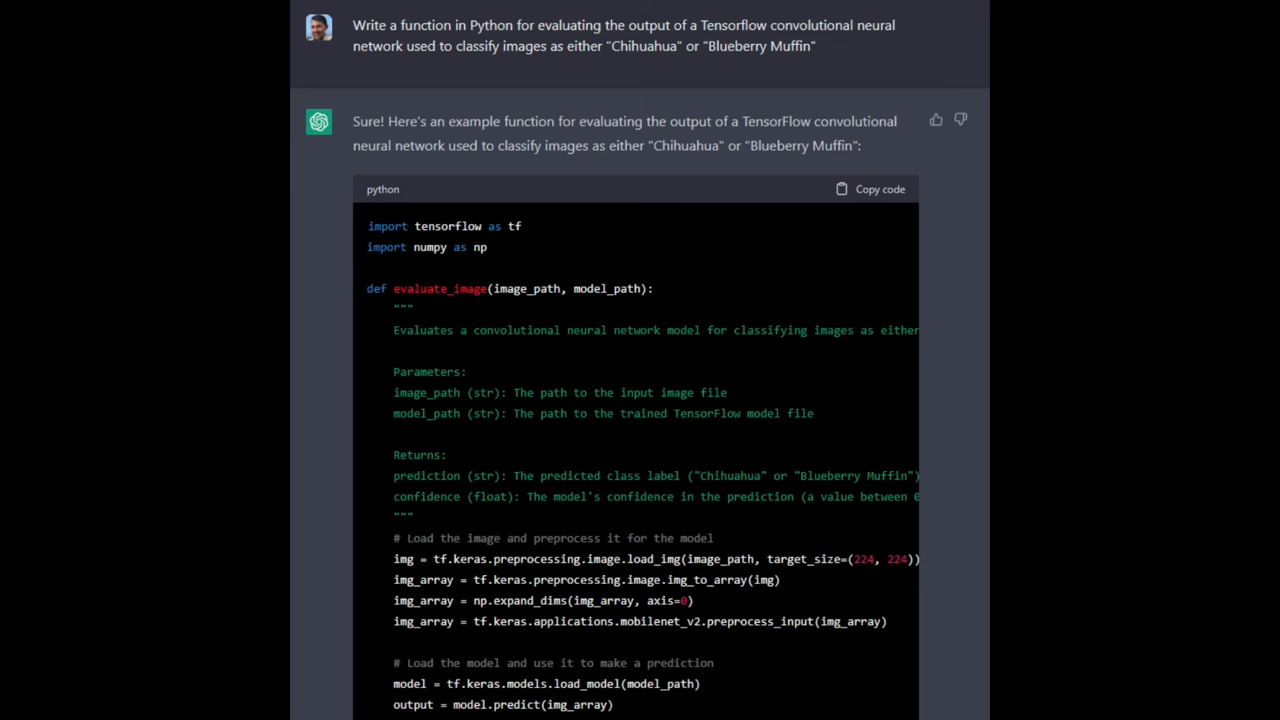 Write a function in Python for evaluating the output of a Tensorflow convolutional neural
network used to classify images as either "Chihuahua" or "Blueberry Muffin"
Sure! Here's an example function for evaluating the output of a TensorFlow convolutional
neural network used to classify images as either "Chihuahua" or "Blueberry Muffin":
python Copy code
import tensorflow as tf
import numpy as np
def evaluate_image(image_path, model_path):
"""
Evaluates a convolutional neural network model for classifying images as either
Parameters:
image_path (str): The path to the input image file
model_path (str): The path to the trained TensorFlow model file
Returns:
prediction (str): The predicted class label ("Chihuahua" or "Blueberry Muffin")
confidence (float): The model's confidence in the prediction (a value between 0
"""
# Load the image and preprocess it for the model
img = tf.keras.preprocessing.image.load_img(image_path, target_size=(224, 224))
img_array = tf.keras.preprocessing.image.img_to_array(img)
img_array = np.expand_dims(img_array, axis=0)
img_array = tf.keras.applications.mobilenet_v2.preprocess_input(img_array)
# Load the model and use it to make a prediction
model = tf.keras.models.load_model(model_path)
output = model.predict(img_array)